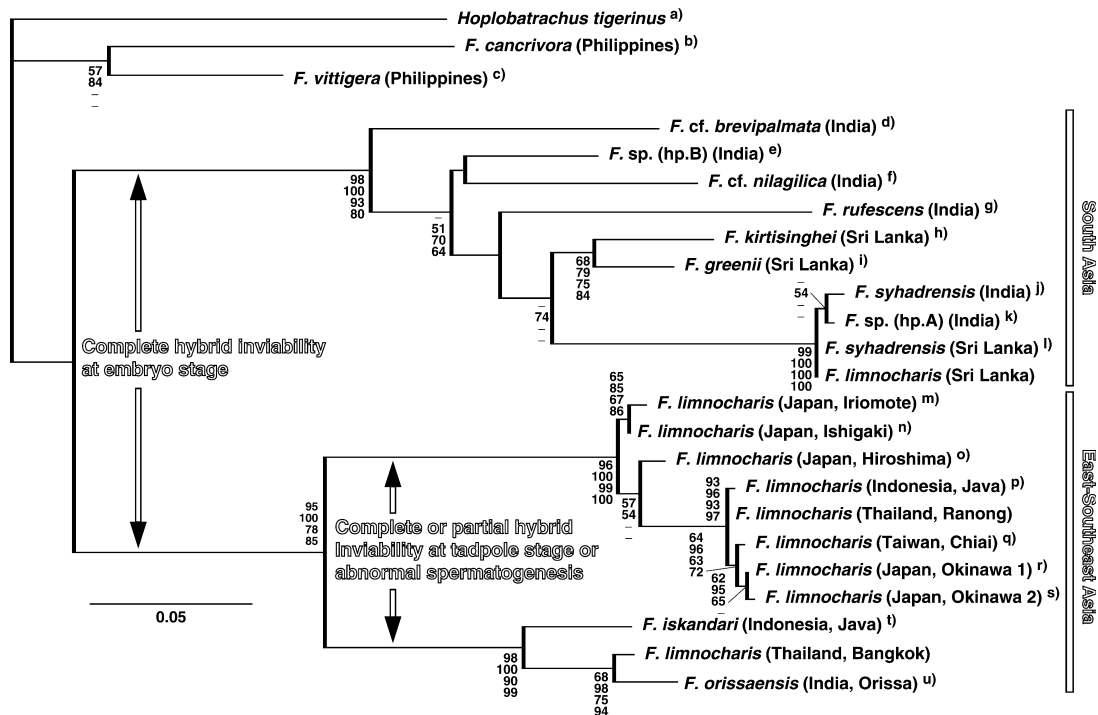 Hoplobatrachus tigerinus a)
F. cancrivora (Philippines) b)
57
84
–
–
F. vittigera (Philippines) c)
F. cf. brevipalmata (India) d)
F. sp. (hp.B) (India) e)
98
100
93
80
F. cf. nilagilica (India) f)
F. rufescens (India) g)
–
51
70
64
F. kirtisinghei (Sri Lanka) h)
68
79
75
84
F. greenii (Sri Lanka) i)
–
54
–
–
F. syhadrensis (India) j)
F. sp. (hp.A) (India) k)
–
74
–
–
F. syhadrensis (Sri Lanka) l)
99
100
100
100
F. limnocharis (Sri Lanka)
South Asia
Complete hybrid inviability
at embryo stage
65
85
67
86
F. limnocharis (Japan, Iriomote) m)
F. limnocharis (Japan, Ishigaki) n)
96
100
99
100
F. limnocharis (Japan, Hiroshima) o)
57
54
–
–
93
96
93
97
F. limnocharis (Indonesia, Java) p)
F. limnocharis (Thailand, Ranong)
95
100
78
85
Complete or partial hybrid
Inviability at tadpole stage or
abnormal spermatogenesis
64
96
63
72
F. limnocharis (Taiwan, Chiai) q)
F. limnocharis (Japan, Okinawa 1) r)
62
95
65
–
F. limnocharis (Japan, Okinawa 2) s)
East-Southeast Asia
0.05
F. iskandari (Indonesia, Java) t)
98
100
90
99
F. limnocharis (Thailand, Bangkok)
68
98
75
94
F. orissaensis (India, Orissa) u)